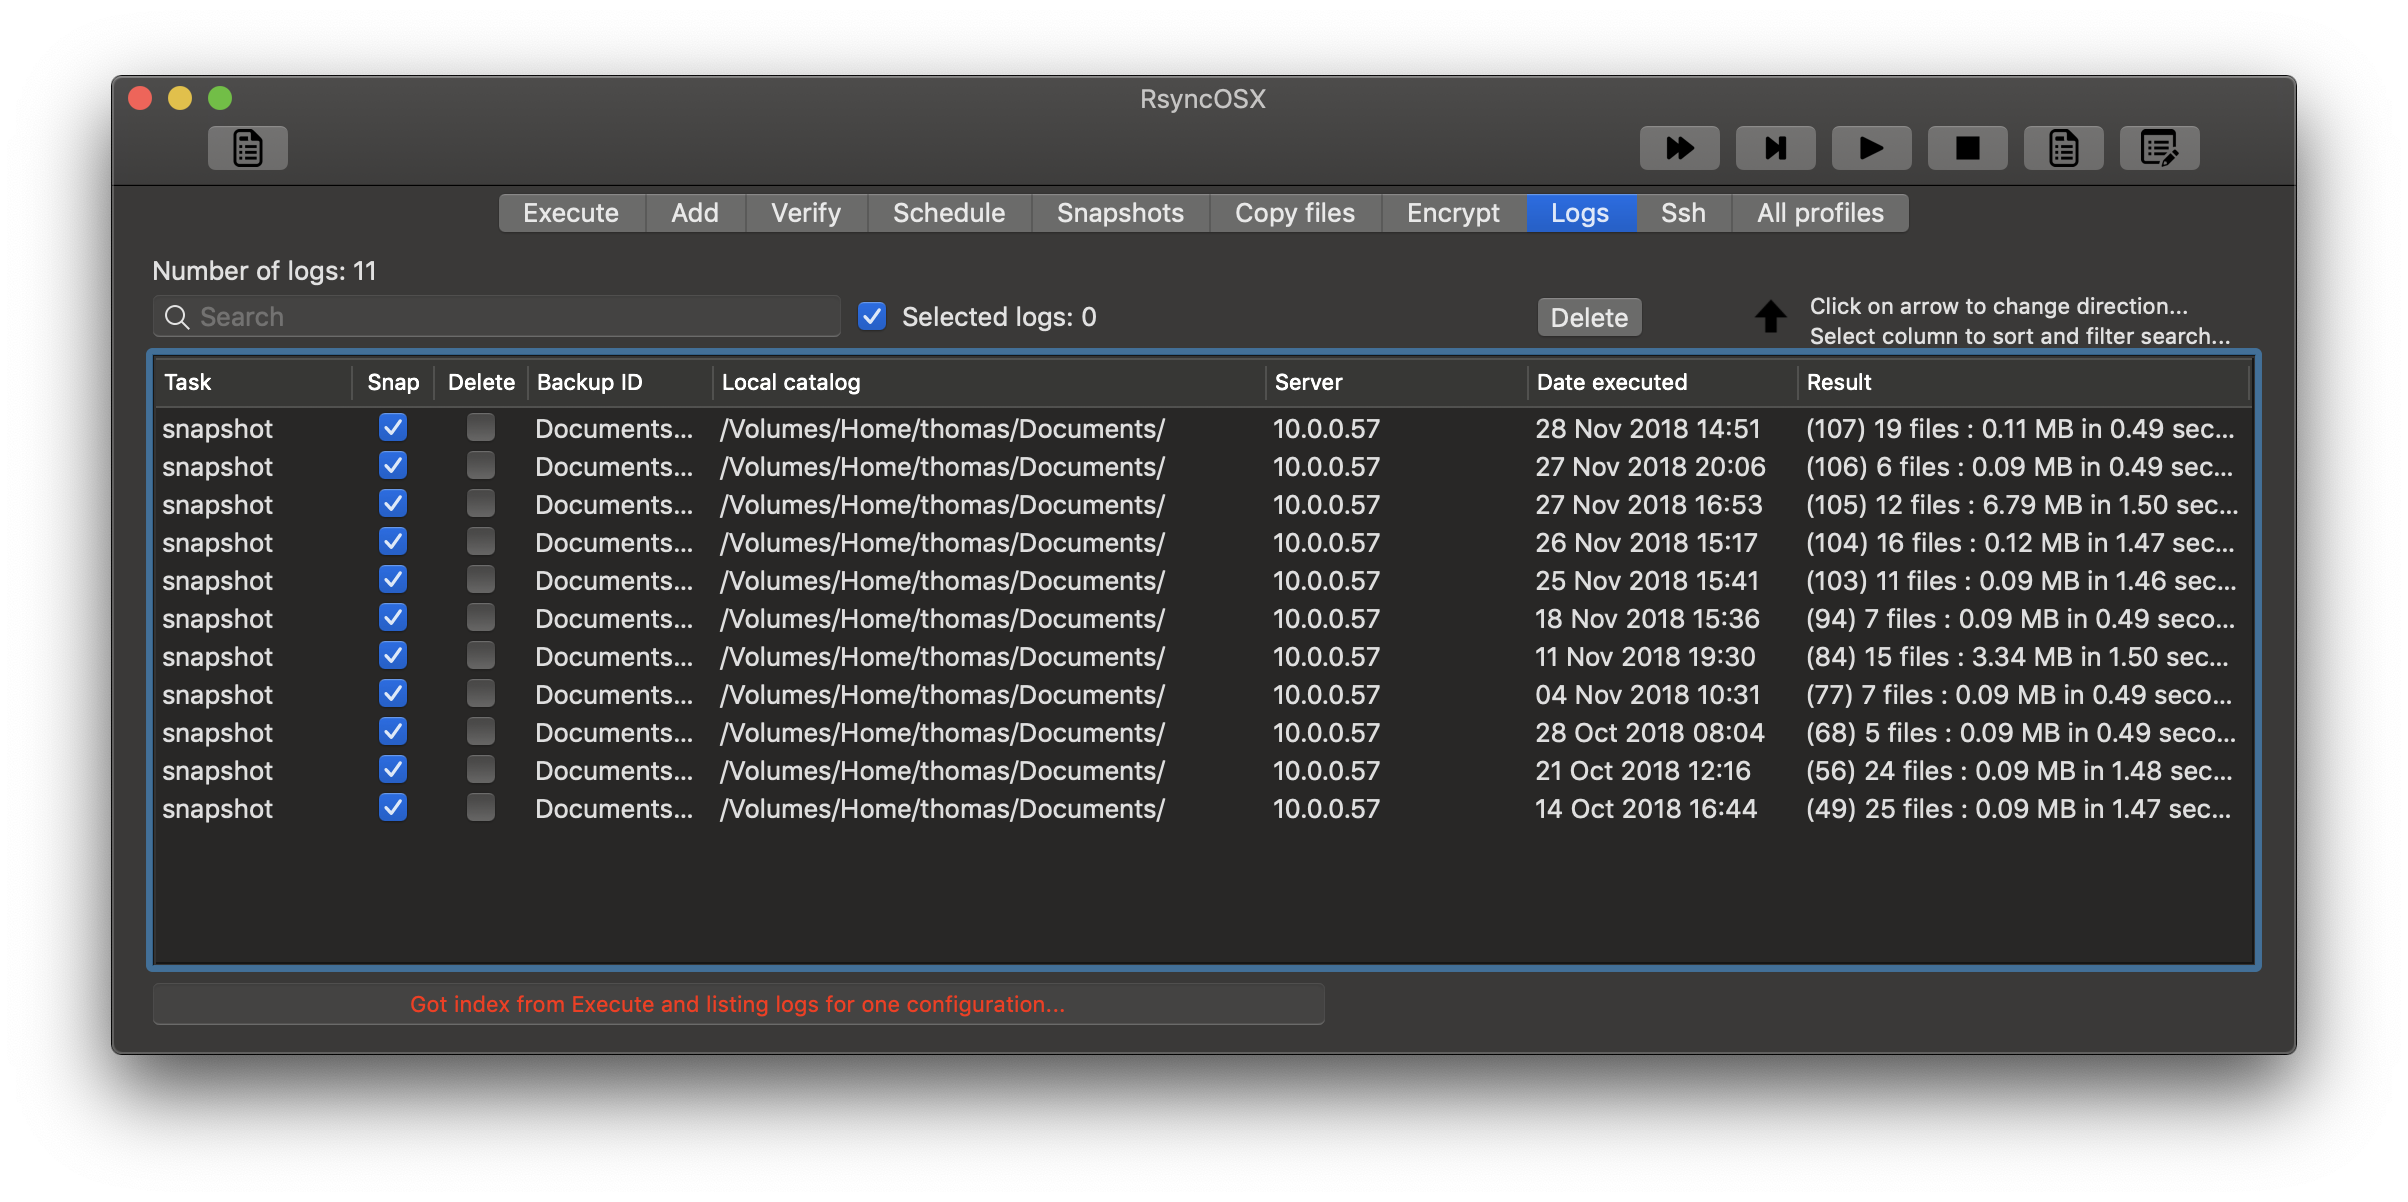 RsyncOSX
Execute Add Verify Schedule Snapshots Copy files Encrypt Logs Ssh All profiles
Number of logs: 11
Search
Selected logs: 0
Delete
Click on arrow to change direction...
Select column to sort and filter search...
Task Snap Delete Backup ID Local catalog Server Date executed Result
snapshot Documents... /Volumes/Home/thomas/Documents/ 10.0.0.57 28 Nov 2018 14:51 (107) 19 files : 0.11 MB in 0.49 sec...
snapshot Documents... /Volumes/Home/thomas/Documents/ 10.0.0.57 27 Nov 2018 20:06 (106) 6 files : 0.09 MB in 0.49 sec...
snapshot Documents... /Volumes/Home/thomas/Documents/ 10.0.0.57 27 Nov 2018 16:53 (105) 12 files : 6.79 MB in 1.50 sec...
snapshot Documents... /Volumes/Home/thomas/Documents/ 10.0.0.57 26 Nov 2018 15:17 (104) 16 files : 0.12 MB in 1.47 sec...
snapshot Documents... /Volumes/Home/thomas/Documents/ 10.0.0.57 25 Nov 2018 15:41 (103) 11 files : 0.09 MB in 1.46 sec...
snapshot Documents... /Volumes/Home/thomas/Documents/ 10.0.0.57 18 Nov 2018 15:36 (94) 7 files : 0.09 MB in 0.49 seco...
snapshot Documents... /Volumes/Home/thomas/Documents/ 10.0.0.57 11 Nov 2018 19:30 (84) 15 files : 3.34 MB in 1.50 sec...
snapshot Documents... /Volumes/Home/thomas/Documents/ 10.0.0.57 04 Nov 2018 10:31 (77) 7 files : 0.09 MB in 0.49 seco...
snapshot Documents... /Volumes/Home/thomas/Documents/ 10.0.0.57 28 Oct 2018 08:04 (68) 5 files : 0.09 MB in 0.49 seco...
snapshot Documents... /Volumes/Home/thomas/Documents/ 10.0.0.57 21 Oct 2018 12:16 (56) 24 files : 0.09 MB in 1.48 sec...
snapshot Documents... /Volumes/Home/thomas/Documents/ 10.0.0.57 14 Oct 2018 16:44 (49) 25 files : 0.09 MB in 1.47 sec...
Got index from Execute and listing logs for one configuration...